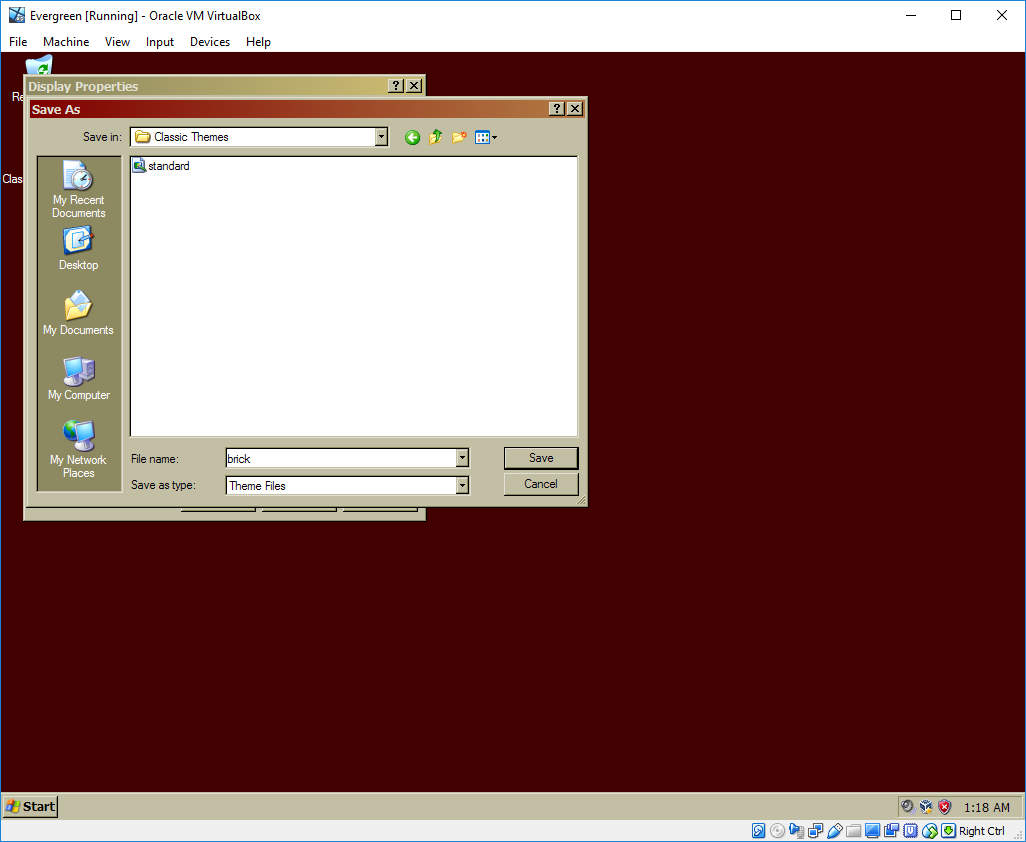 Evergreen [Running] - Oracle VM VirtualBox
File Machine View Input Devices Help
Re
Display Properties
Save As
Save in: Classic Themes
Clas
standard
My Recent
Documents
Desktop
My Documents
My Computer
My Network
Places
File name: brick
Save
Save as type: Theme Files
Cancel
Start
1:18 AM
Right Ctrl